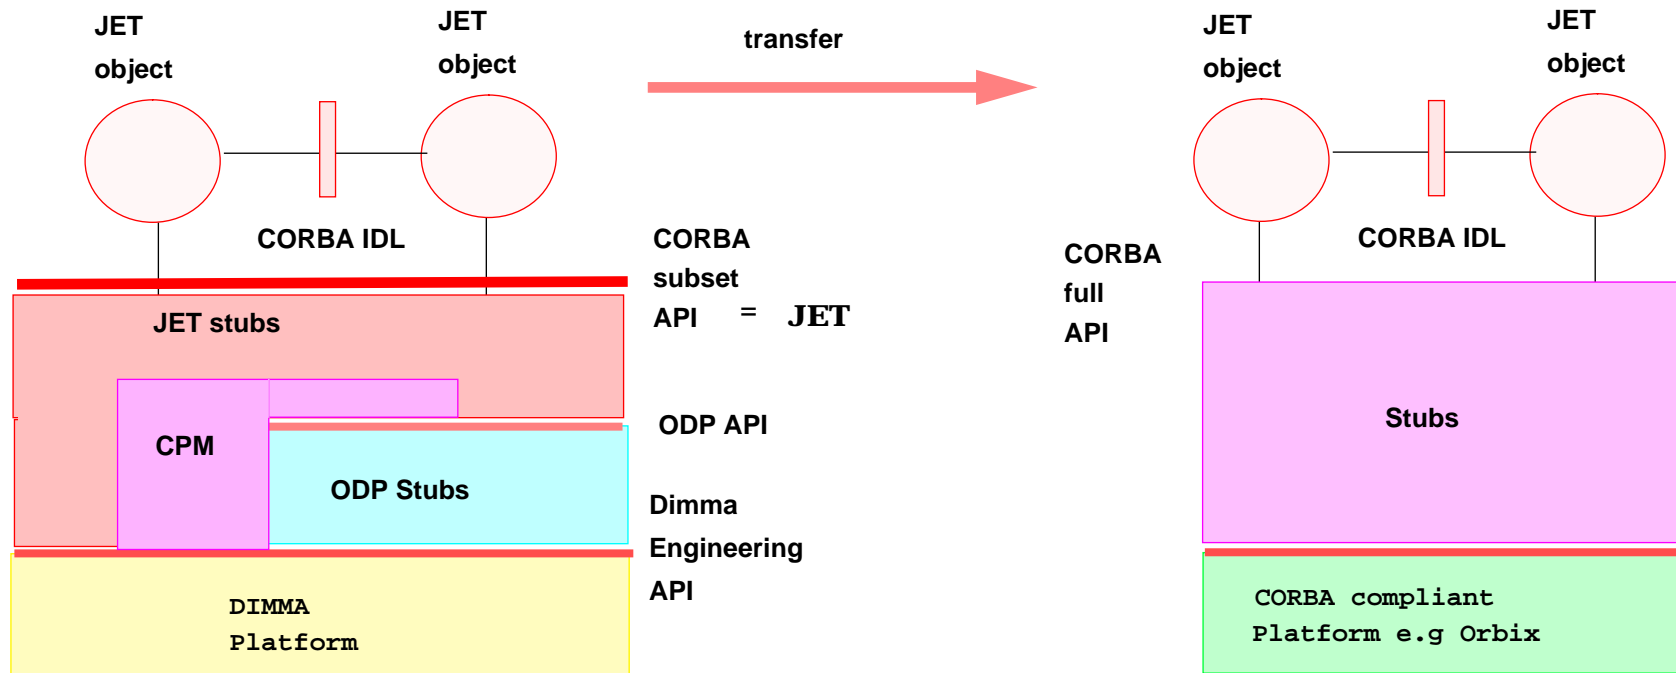 JET
object
JET
object
transfer
JET
object
JET
object
CORBA IDL
CORBA
subset
API = JET
JET stubs
CPM
ODP API
ODP Stubs
Dimma
Engineering
API
DIMMA
Platform
CORBA IDL
CORBA
full
API
Stubs
CORBA compliant
Platform e.g Orbix